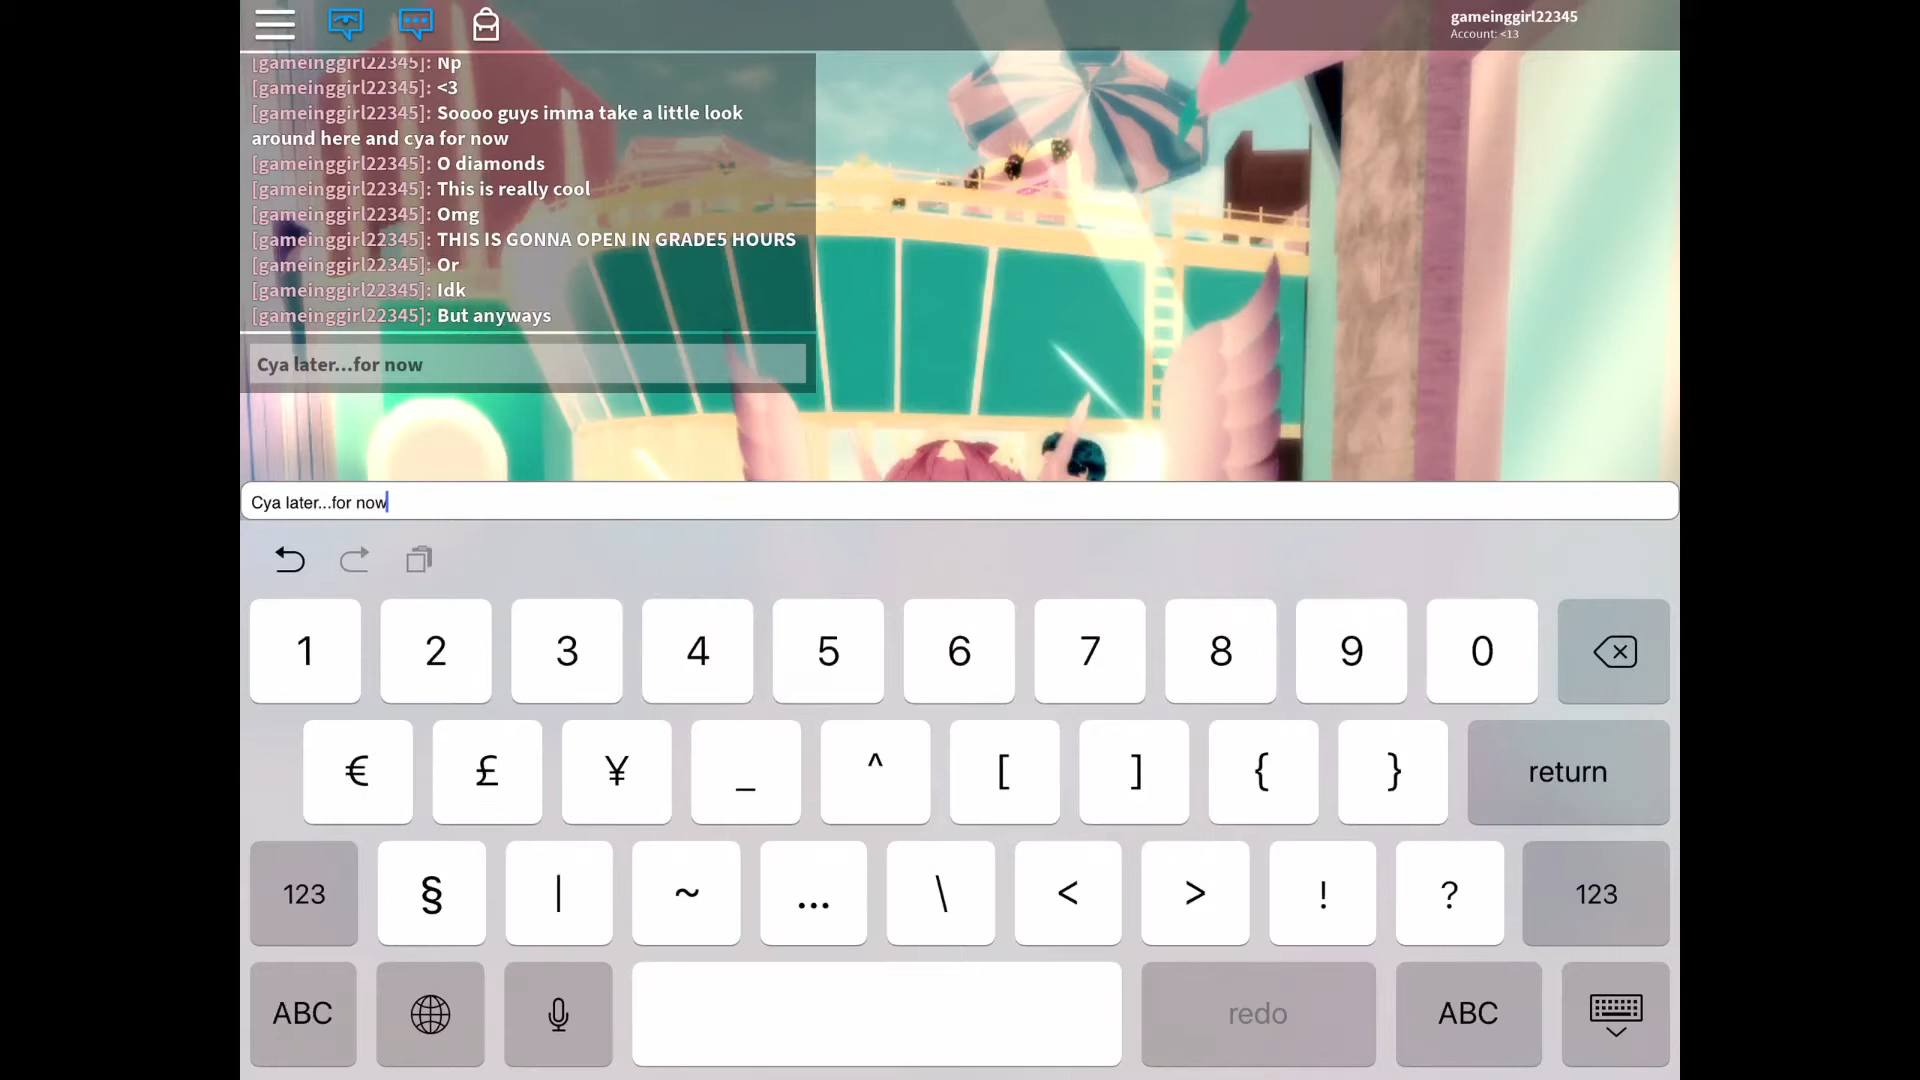 gameinggirl22345
Account: <13
[gameinggirl22345]: Np
[gameinggirl22345]: <3
[gameinggirl22345]: Soooo guys imma take a little look
around here and cya for now
[gameinggirl22345]: O diamonds
[gameinggirl22345]: This is really cool
[gameinggirl22345]: Omg
[gameinggirl22345]: THIS IS GONNA OPEN IN GRADE5 HOURS
[gameinggirl22345]: Or
[gameinggirl22345]: Idk
[gameinggirl22345]: But anyways
Cya later...for now
Cya later...for now
1 2 3 4 5 6 7 8 9 0
€ £ ¥ _ ^ [ ] { } return
123 § | ~ ... \ < > ! ? 123
ABC redo ABC